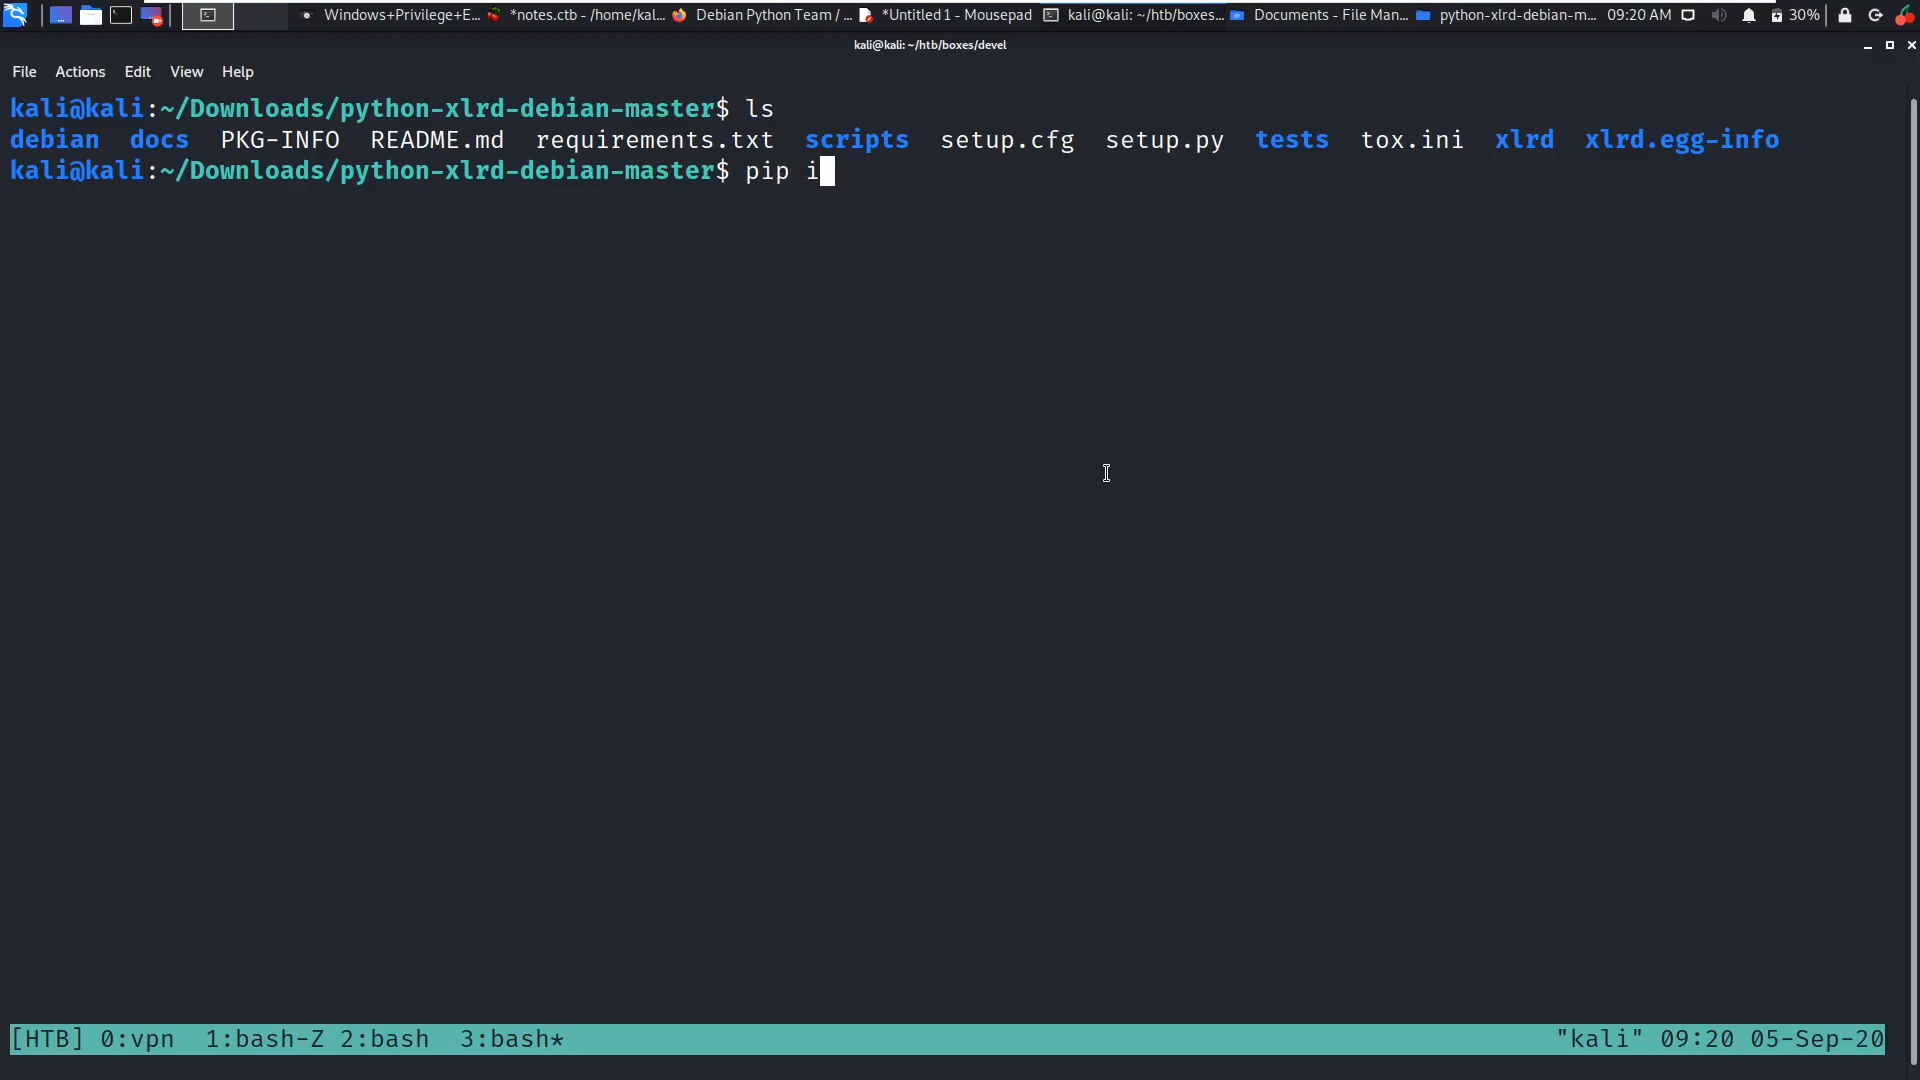 Windows+Privilege+E... *notes.ctb - /home/kal... Debian Python Team / ... *Untitled 1 - Mousepad kali@kali: ~/htb/boxes... Documents - File Man... python-xlrd-debian-m... 09:20 AM 30%
kali@kali: ~/htb/boxes/devel
File Actions Edit View Help
kali@kali:~/Downloads/python-xlrd-debian-master$ ls
debian docs PKG-INFO README.md requirements.txt scripts setup.cfg setup.py tests tox.ini xlrd xlrd.egg-info
kali@kali:~/Downloads/python-xlrd-debian-master$ pip i
[HTB] 0:vpn 1:bash-Z 2:bash 3:bash* "kali" 09:20 05-Sep-20